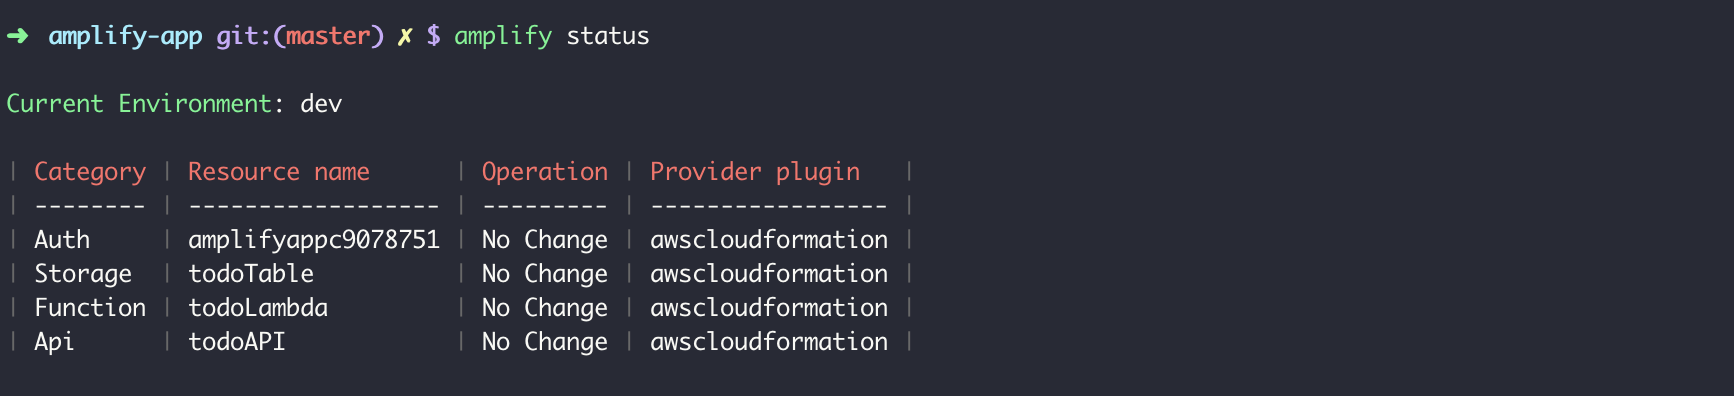 ➜ amplify-app git:(master) ✗ $ amplify status
Current Environment: dev
| Category | Resource name      | Operation | Provider plugin   |
| -------- | ------------------ | --------- | ----------------- |
| Auth     | amplifyappc9078751 | No Change | awscloudformation |
| Storage  | todoTable          | No Change | awscloudformation |
| Function | todoLambda         | No Change | awscloudformation |
| Api      | todoAPI            | No Change | awscloudformation |